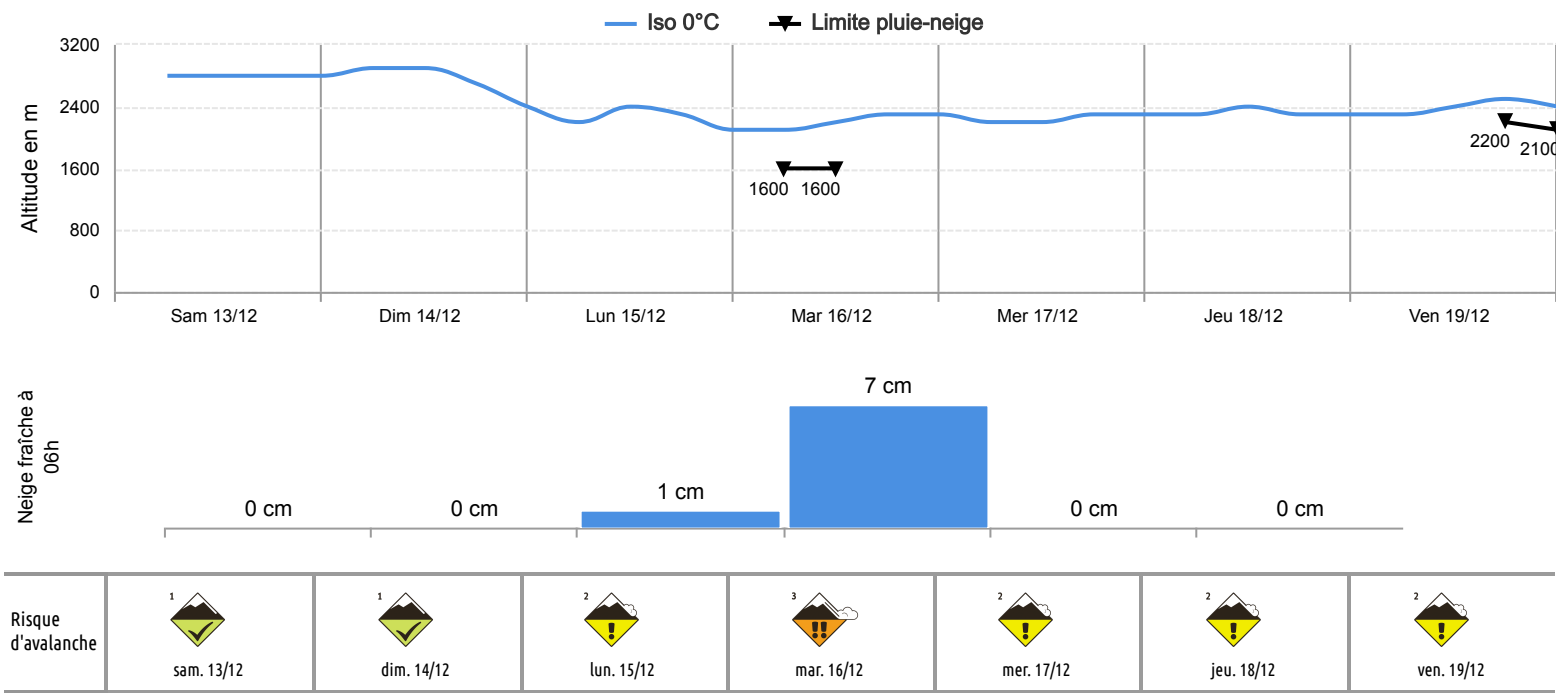 Iso 0°C Limite pluie-neige
3200
2400
1600
800
0
Altitude en m
1600 1600
2200 2100
Sam 13/12 Dim 14/12 Lun 15/12 Mar 16/12 Mer 17/12 Jeu 18/12 Ven 19/12
Neige fraîche à
06h
0 cm 0 cm 1 cm 7 cm 0 cm 0 cm
Risque
d'avalanche
1 1 2 3 2 2 2
! !! ! ! !
sam. 13/12 dim. 14/12 lun. 15/12 mar. 16/12 mer. 17/12 jeu. 18/12 ven. 19/12